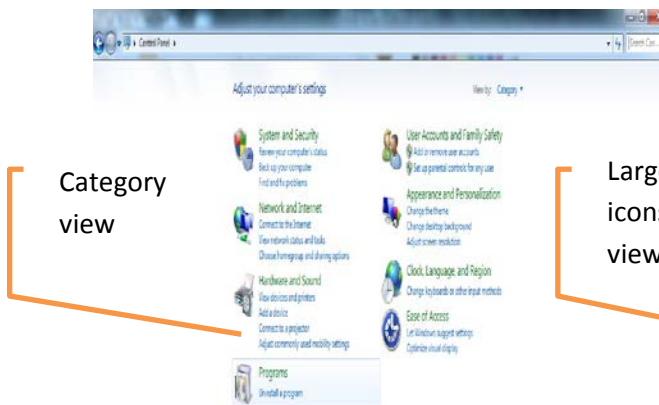 Control Panel
Search Con...
Adjust your computer's settings
View by: Category
System and Security
Review your computer's status
Back up your computer
Find and fix problems
Network and Internet
Connect to the Internet
View network status and tasks
Choose homegroup and sharing options
Hardware and Sound
View devices and printers
Add a device
Connect to a projector
Adjust commonly used mobility settings
Programs
Uninstall a program
User Accounts and Family Safety
Add or remove user accounts
Set up parental controls for any user
Appearance and Personalization
Change the theme
Change desktop background
Adjust screen resolution
Clock, Language, and Region
Change keyboards or other input methods
Ease of Access
Let Windows suggest settings
Optimize visual display
Category
view
Larg
icon
view